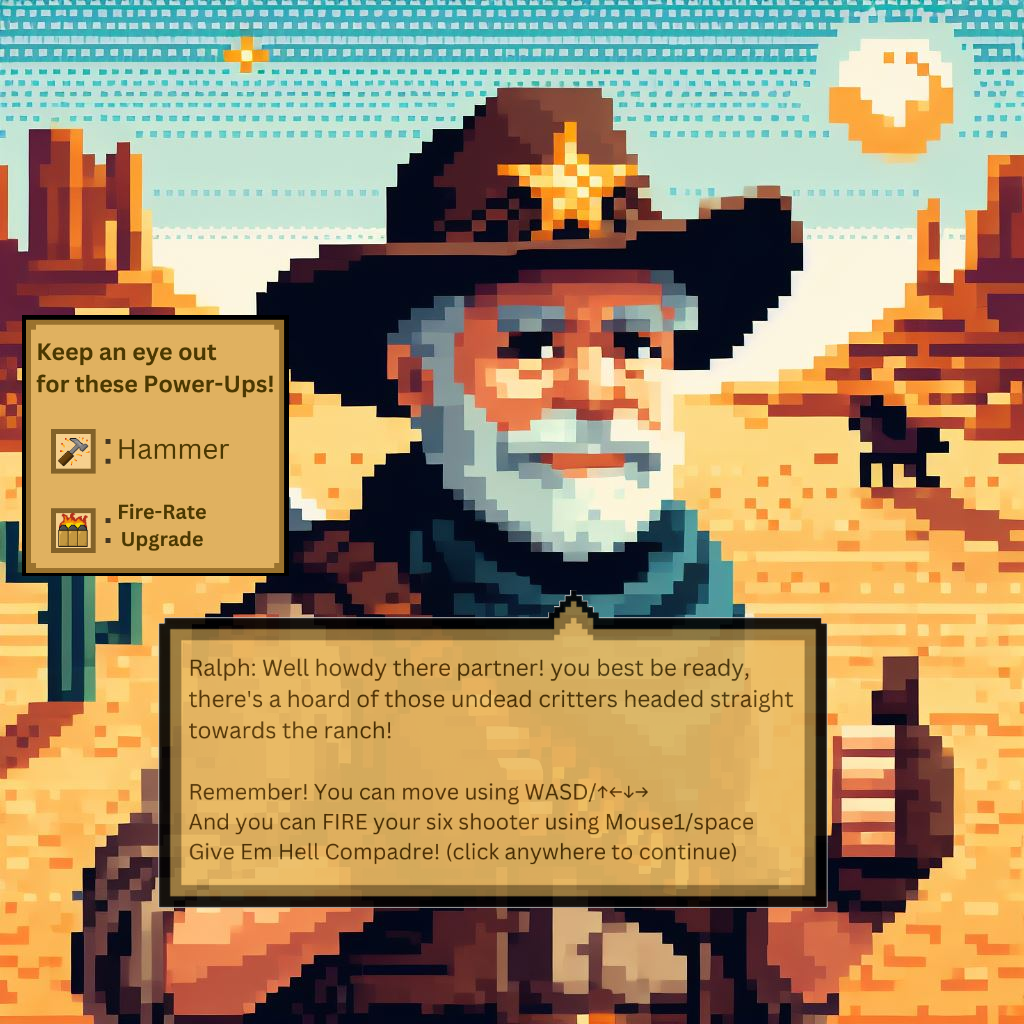 Keep an eye out
for these Power-Ups!
: Hammer
: Fire-Rate
Upgrade
Ralph: Well howdy there partner! you best be ready,
there's a hoard of those undead critters headed straight
towards the ranch!
Remember! You can move using WASD/↑←↓→
And you can FIRE your six shooter using Mouse1/space
Give Em Hell Compadre! (click anywhere to continue)